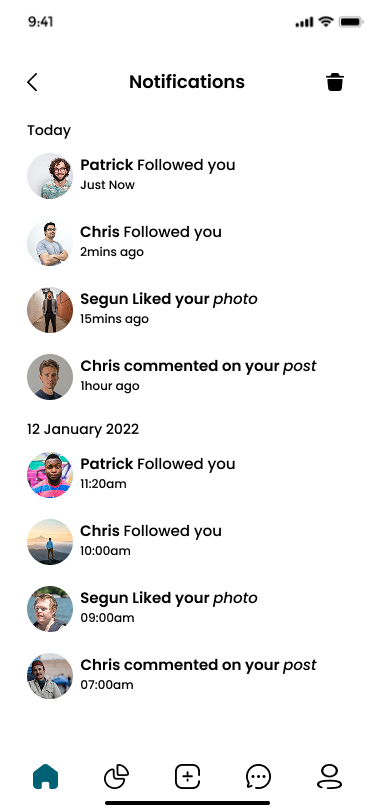 9:41
Notifications
Today
Patrick Followed you
Just Now
Chris Followed you
2mins ago
Segun Liked your photo
15mins ago
Chris commented on your post
1hour ago
12 January 2022
Patrick Followed you
11:20am
Chris Followed you
10:00am
Segun Liked your photo
09:00am
Chris commented on your post
07:00am